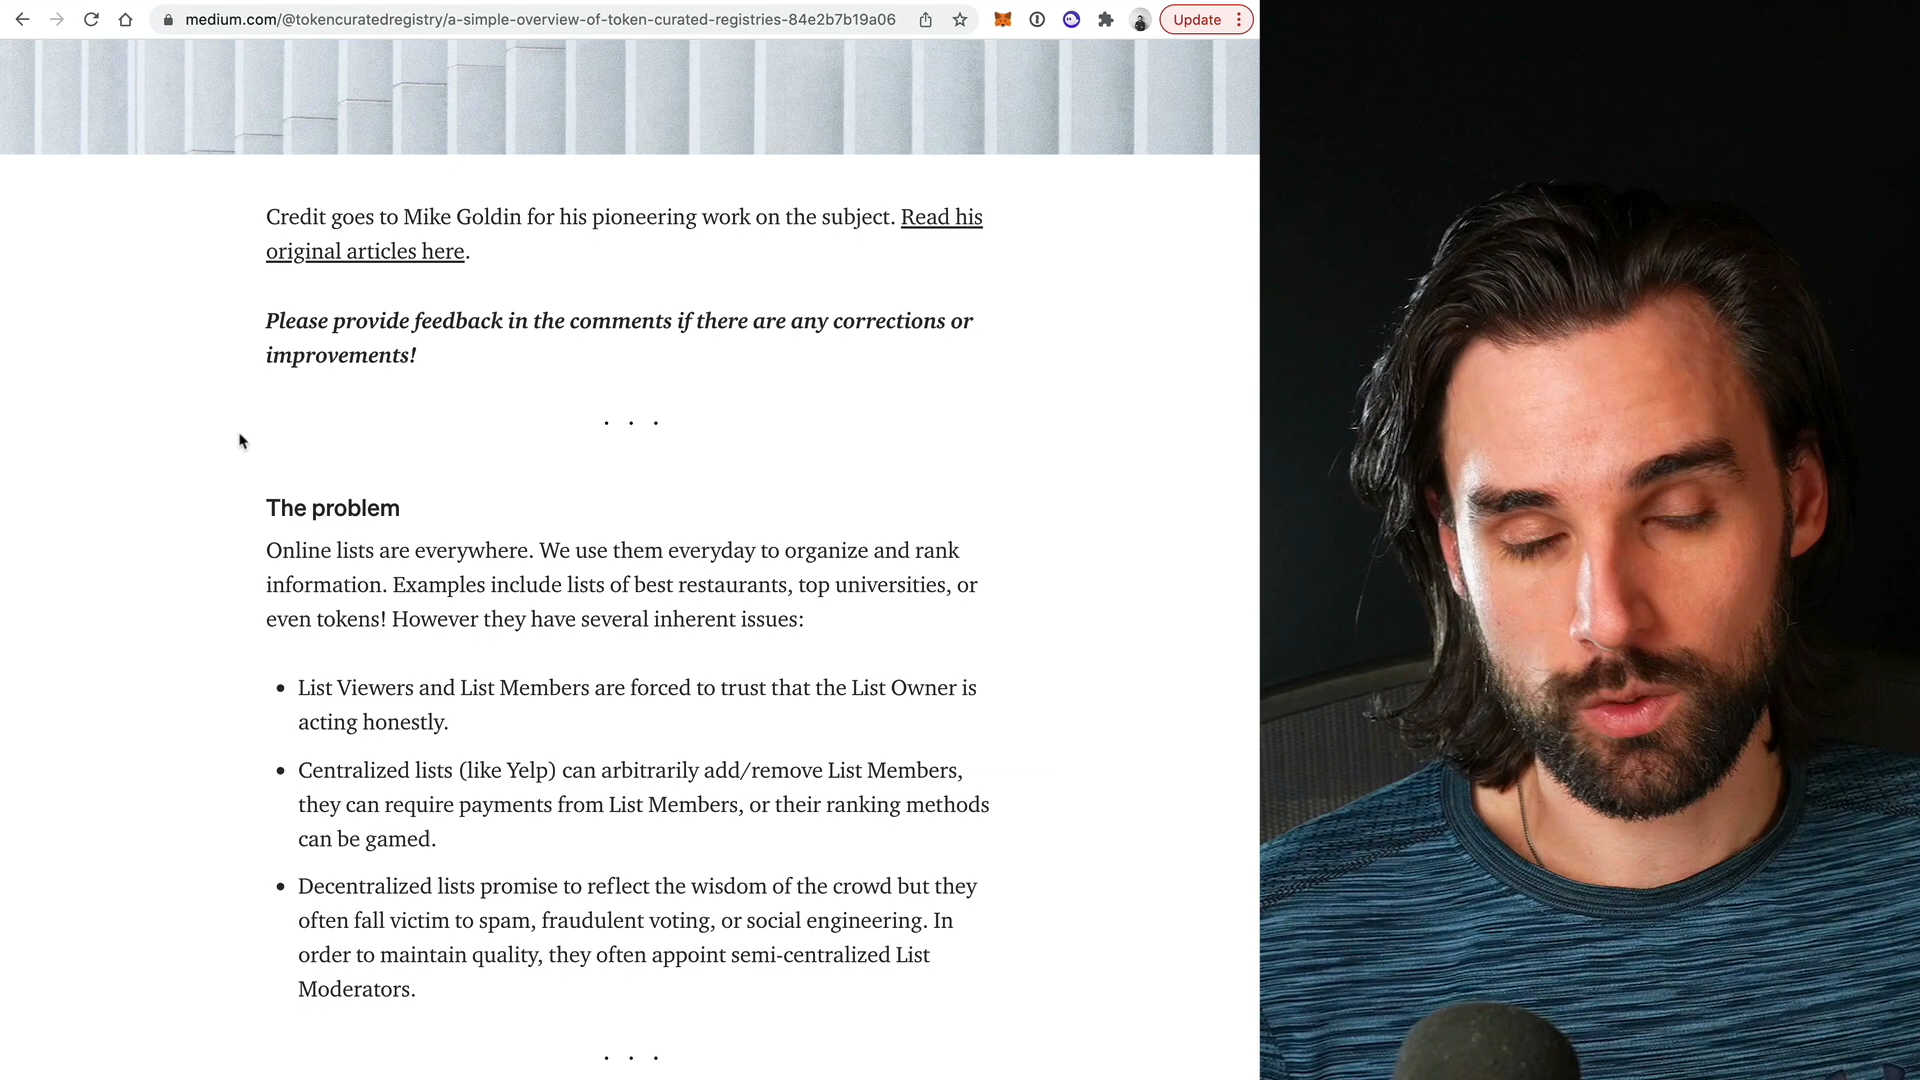 medium.com/@tokencuratedregistry/a-simple-overview-of-token-curated-registries-84e2b7b19a06
Update
Credit goes to Mike Goldin for his pioneering work on the subject. Read his
original articles here.
Please provide feedback in the comments if there are any corrections or
improvements!
. . .
The problem
Online lists are everywhere. We use them everyday to organize and rank
information. Examples include lists of best restaurants, top universities, or
even tokens! However they have several inherent issues:
• List Viewers and List Members are forced to trust that the List Owner is
acting honestly.
• Centralized lists (like Yelp) can arbitrarily add/remove List Members,
they can require payments from List Members, or their ranking methods
can be gamed.
• Decentralized lists promise to reflect the wisdom of the crowd but they
often fall victim to spam, fraudulent voting, or social engineering. In
order to maintain quality, they often appoint semi-centralized List
Moderators.
. . .